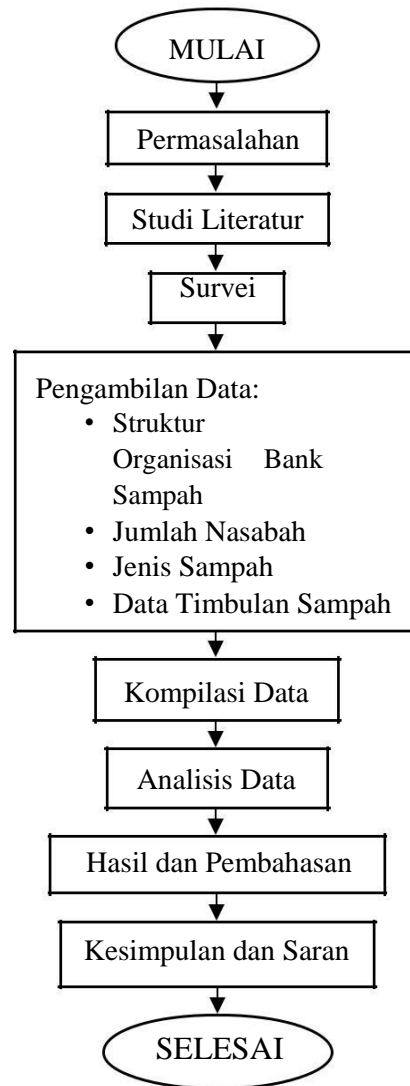 MULAI
Permasalahan
Studi Literatur
Survei
Pengambilan Data:
• Struktur
Organisasi Bank
Sampah
• Jumlah Nasabah
• Jenis Sampah
• Data Timbulan Sampah
Kompilasi Data
Analisis Data
Hasil dan Pembahasan
Kesimpulan dan Saran
SELESAI